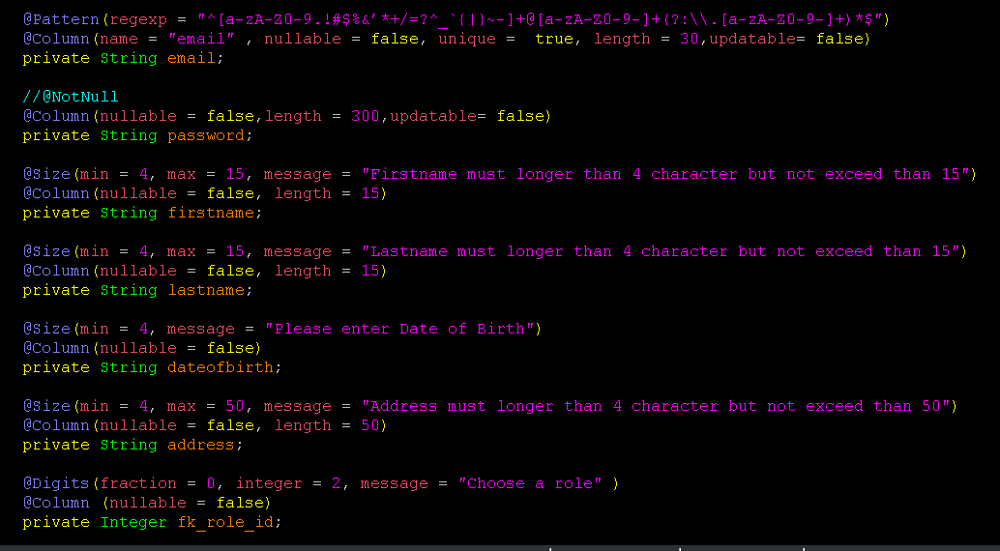 @Pattern(regexp = "^[a-zA-Z0-9.!#$%&'*+/=?^_`{|}~-]+@[a-zA-Z0-9-]+(?:\\.[a-zA-Z0-9-]+)*$")
@Column(name = "email" , nullable = false, unique =  true, length = 30,updatable= false)
private String email;
//@NotNull
@Column(nullable = false,length = 300,updatable= false)
private String password;
@Size(min = 4, max = 15, message = "Firstname must longer than 4 character but not exceed than 15")
@Column(nullable = false, length = 15)
private String firstname;
@Size(min = 4, max = 15, message = "Lastname must longer than 4 character but not exceed than 15")
@Column(nullable = false, length = 15)
private String lastname;
@Size(min = 4, message = "Please enter Date of Birth")
@Column(nullable = false)
private String dateofbirth;
@Size(min = 4, max = 50, message = "Address must longer than 4 character but not exceed than 50")
@Column(nullable = false, length = 50)
private String address;
@Digits(fraction = 0, integer = 2, message = "Choose a role" )
@Column (nullable = false)
private Integer fk_role_id;